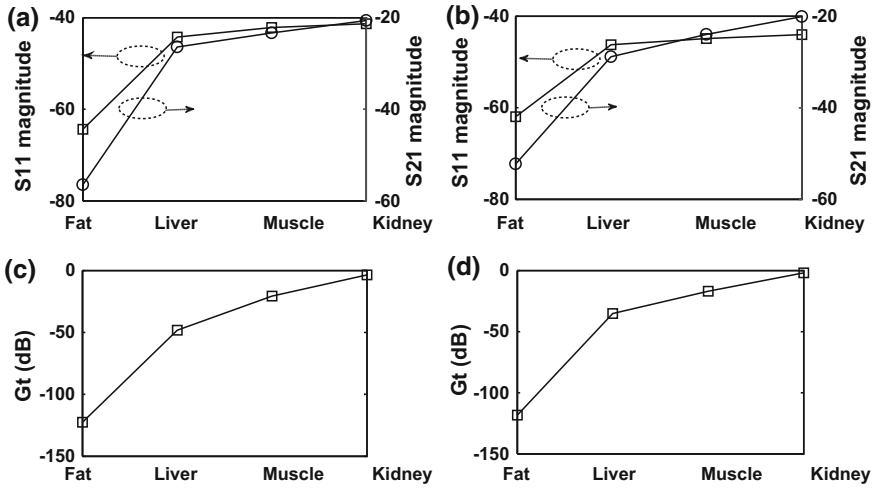 (a)
-40
-60
-80
S11 magnitude
-20
-40
-60
S21 magnitude
Fat Liver Muscle Kidney
(b)
-40
-60
-80
S11 magnitude
-20
-40
-60
S21 magnitude
Fat Liver Muscle Kidney
(c)
0
-50
-100
-150
Gt (dB)
Fat Liver Muscle Kidney
(d)
0
-50
-100
-150
Gt (dB)
Fat Liver Muscle Kidney